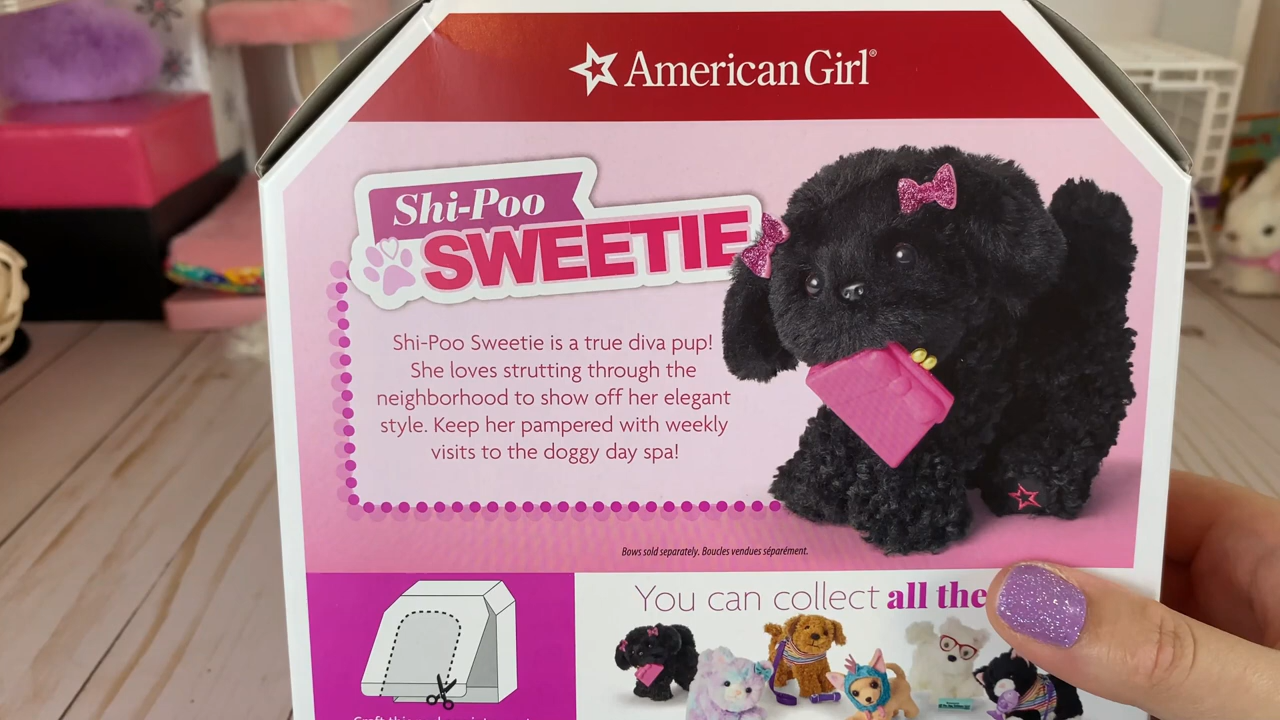 American Girl®
Shi-Poo
SWEETIE
Shi-Poo Sweetie is a true diva pup!
She loves strutting through the
neighborhood to show off her elegant
style. Keep her pampered with weekly
visits to the doggy day spa!
Bows sold separately. Boucles vendues séparément.
You can collect all the